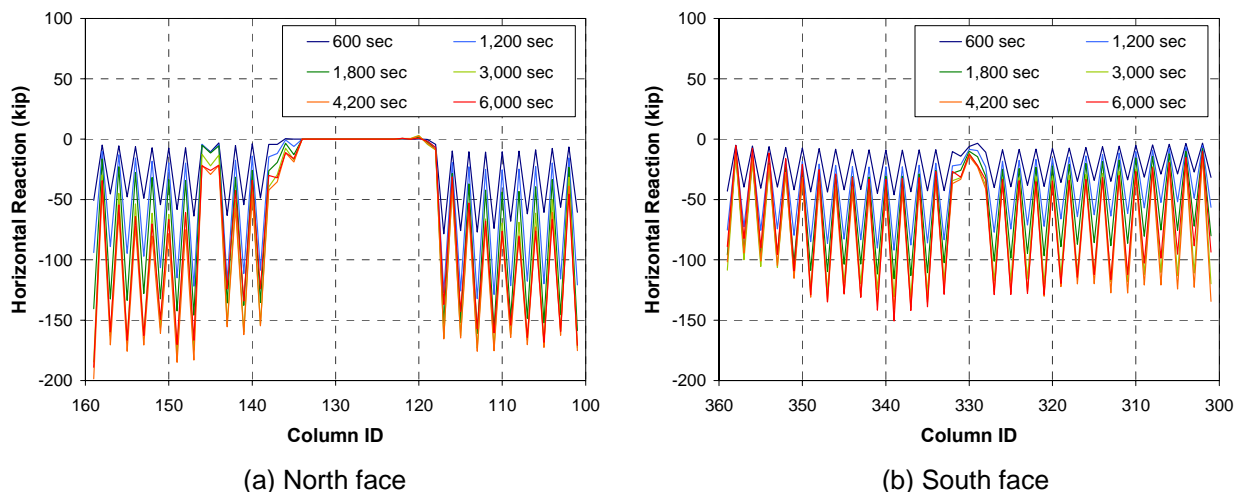 100
50
0
-50
-100
-150
-200
160 150 140 130 120 110 100
Horizontal Reaction (kip)
Column ID
600 sec 1,200 sec
1,800 sec 3,000 sec
4,200 sec 6,000 sec
(a) North face
100
50
0
-50
-100
-150
-200
360 350 340 330 320 310 300
Horizontal Reaction (kip)
Column ID
600 sec 1,200 sec
1,800 sec 3,000 sec
4,200 sec 6,000 sec
(b) South face